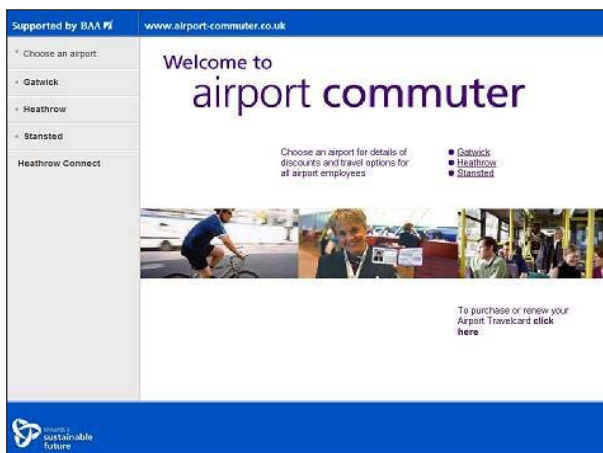 Supported by BAA
www.airport-commuter.co.uk
Choose an airport
Gatwick
Heathrow
Stansted
Heathrow Connect
Welcome to
airport commuter
Choose an airport for details of
discounts and travel options for
all airport employees
Gatwick
Heathrow
Stansted
To purchase or renew your
Airport Travelcard click
here
towards a
sustainable
future